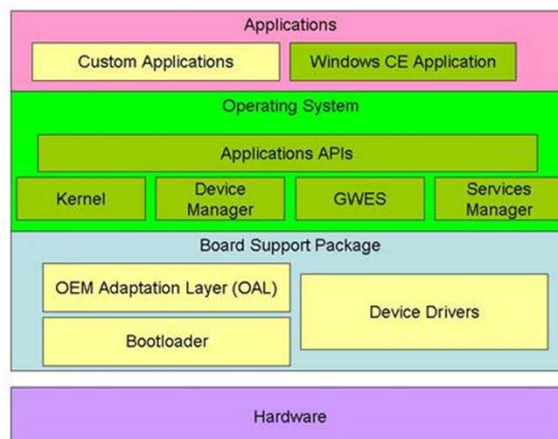 Applications
Custom Applications
Windows CE Application
Operating System
Applications APIs
Kernel
Device
Manager
GWES
Services
Manager
Board Support Package
OEM Adaptation Layer (OAL)
Device Drivers
Bootloader
Hardware